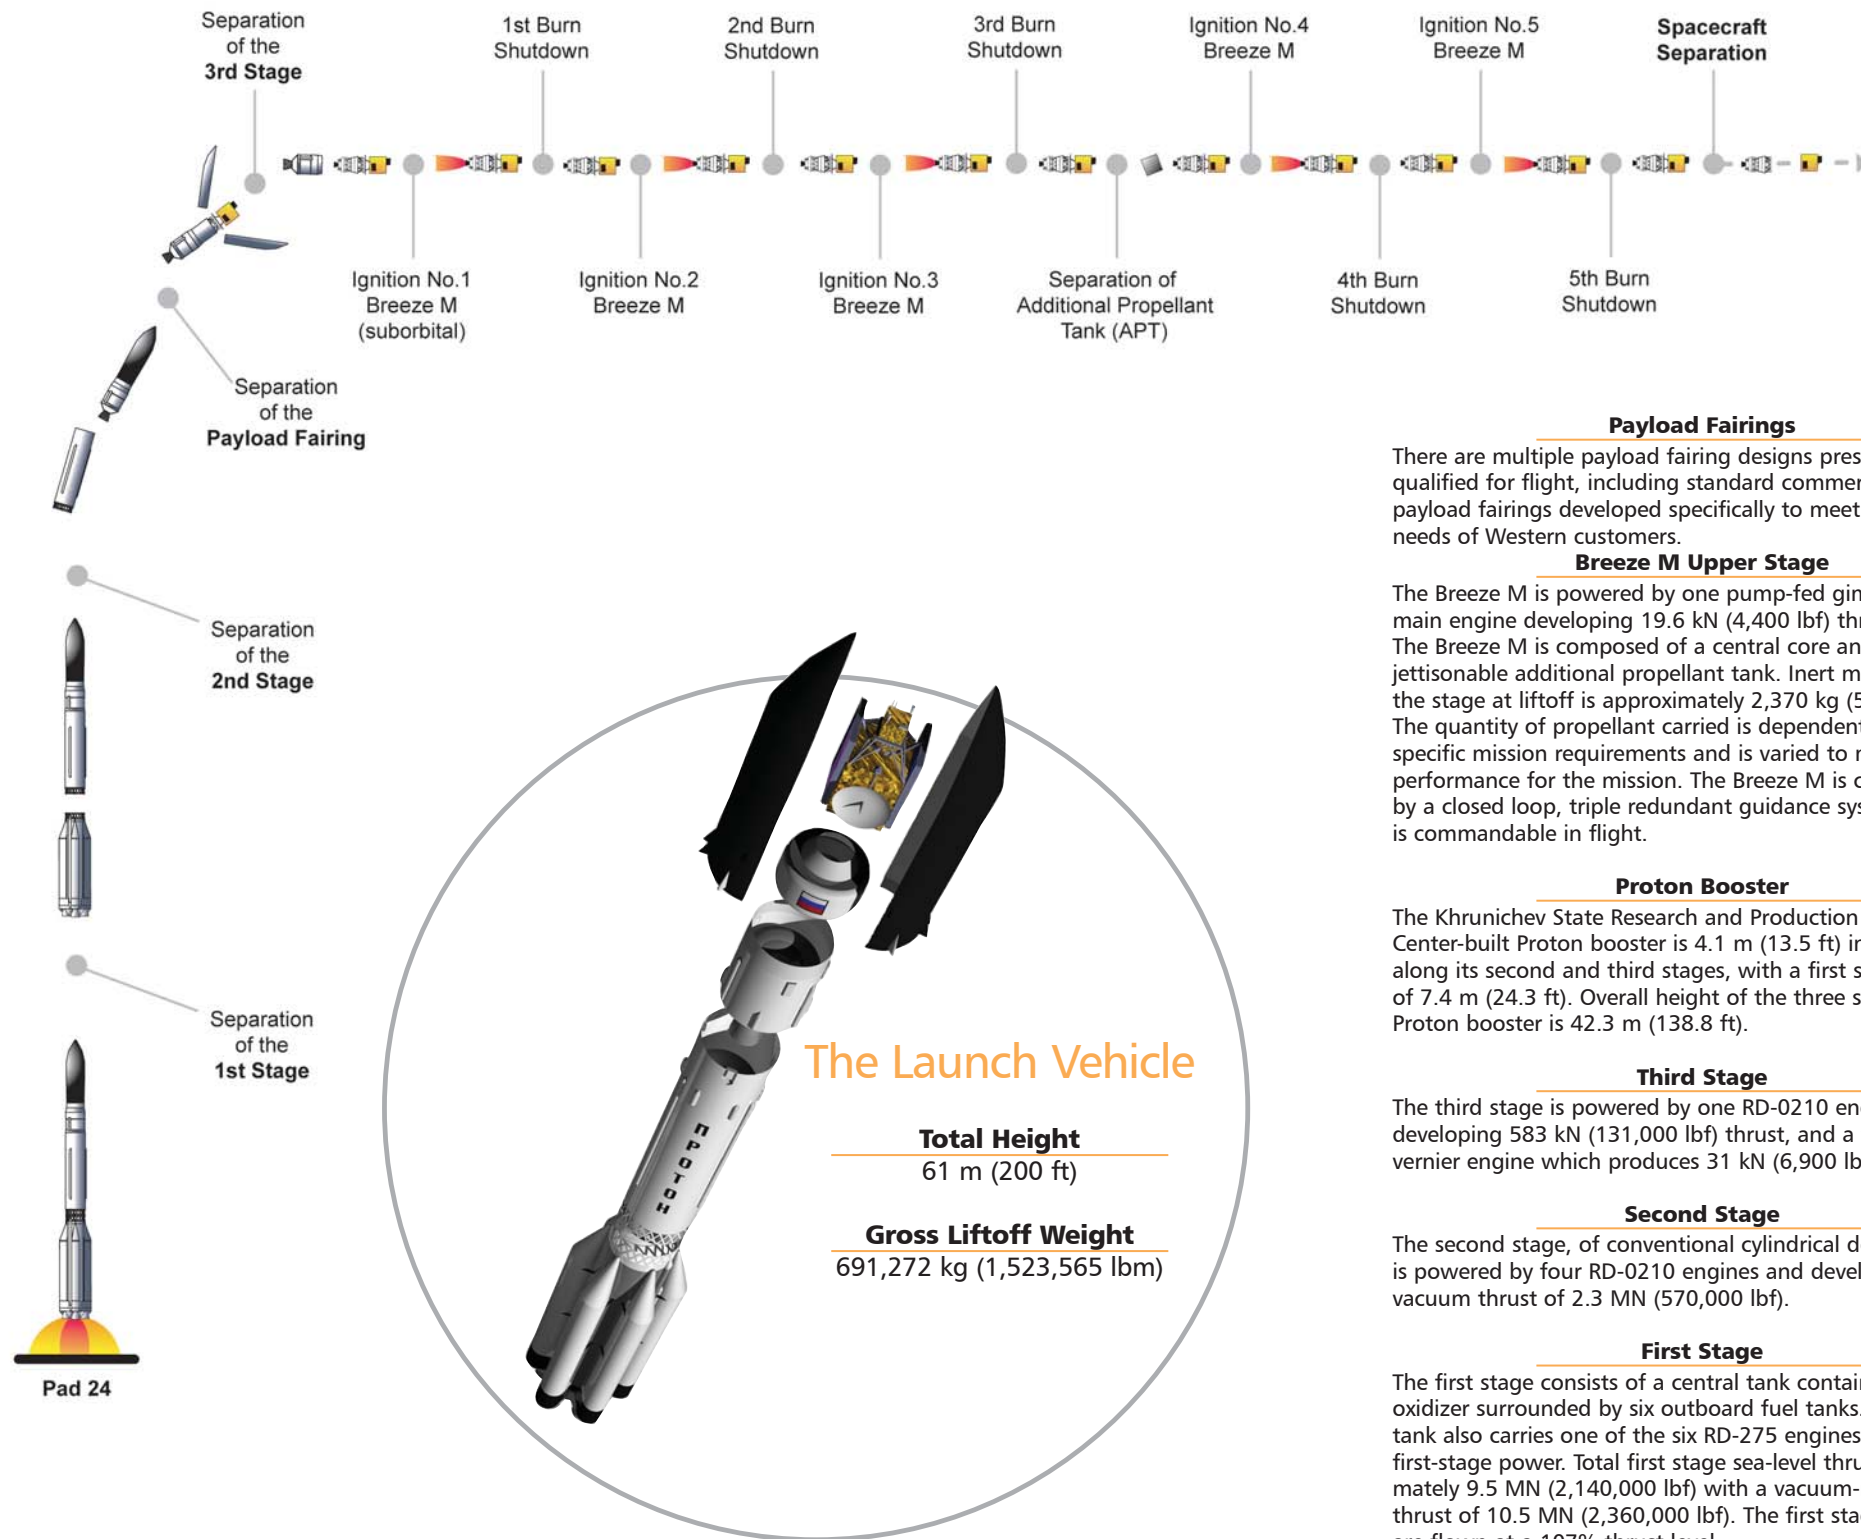 Separation
of the
3rd Stage
1st Burn
Shutdown
2nd Burn
Shutdown
3rd Burn
Shutdown
Ignition No.4
Breeze M
Ignition No.5
Breeze M
Spacecraft
Separation
Ignition No.1
Breeze M
(suborbital)
Ignition No.2
Breeze M
Ignition No.3
Breeze M
Separation of
Additional Propellant
Tank (APT)
4th Burn
Shutdown
5th Burn
Shutdown
Separation
of the
Payload Fairing
Separation
of the
2nd Stage
Separation
of the
1st Stage
Pad 24
ПРОТОН
The Launch Vehicle
Total Height
61 m (200 ft)
Gross Liftoff Weight
691,272 kg (1,523,565 lbm)
Payload Fairings
There are multiple payload fairing designs
qualified for flight, including standard
payload fairings developed specifically to meet
needs of Western customers.
Breeze M Upper Stage
The Breeze M is powered by one pump-fed
main engine developing 19.6 kN (4,400 lbf)
The Breeze M is composed of a central core
jettisonable additional propellant tank. Inert
the stage at liftoff is approximately 2,370 kg
The quantity of propellant carried is dependent
specific mission requirements and is varied to
performance for the mission. The Breeze M is
by a closed loop, triple redundant guidance
is commandable in flight.
Proton Booster
The Khrunichev State Research and Production
Center-built Proton booster is 4.1 m (13.5 ft)
along its second and third stages, with a first
of 7.4 m (24.3 ft). Overall height of the three
Proton booster is 42.3 m (138.8 ft).
Third Stage
The third stage is powered by one RD-0210
developing 583 kN (131,000 lbf) thrust, and a
vernier engine which produces 31 kN (6,900
Second Stage
The second stage, of conventional cylindrical
is powered by four RD-0210 engines and
vacuum thrust of 2.3 MN (570,000 lbf).
First Stage
The first stage consists of a central tank
oxidizer surrounded by six outboard fuel tanks.
tank also carries one of the six RD-275 engines
first-stage power. Total first stage sea-level
mately 9.5 MN (2,140,000 lbf) with a vacuum-
thrust of 10.5 MN (2,360,000 lbf). The first